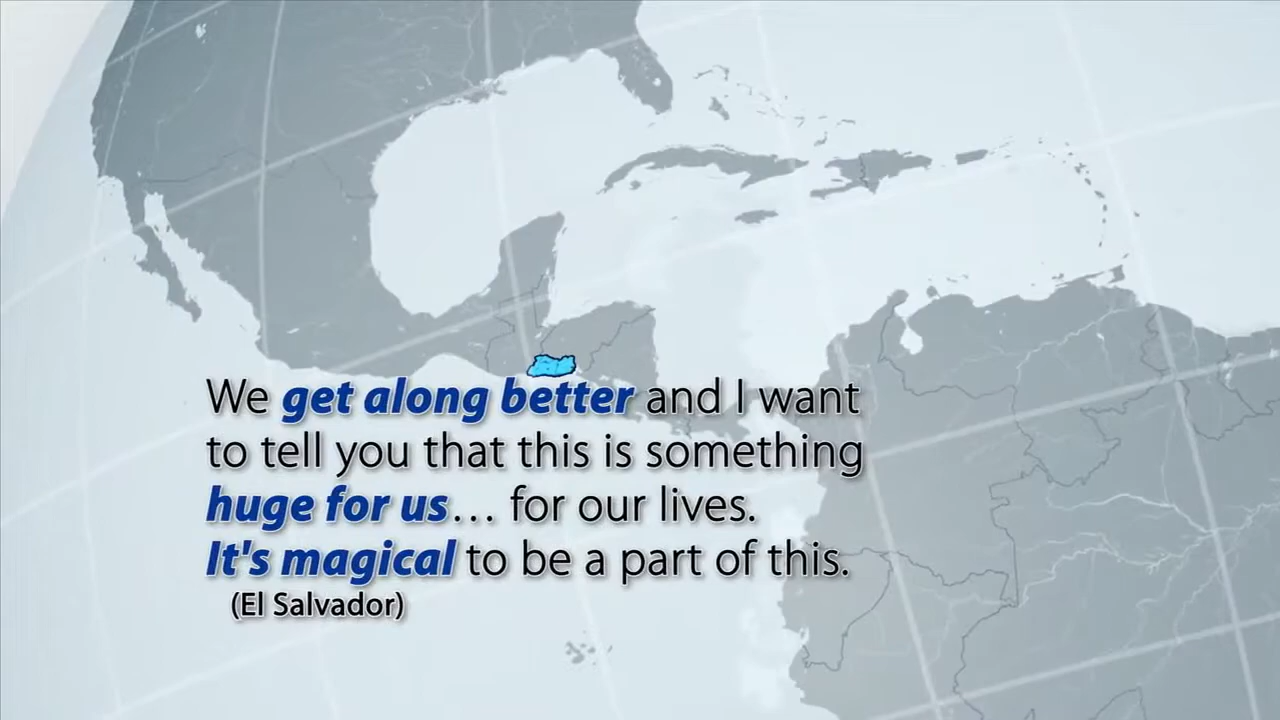 We get along better and I want
to tell you that this is something
huge for us... for our lives.
It's magical to be a part of this.
(El Salvador)